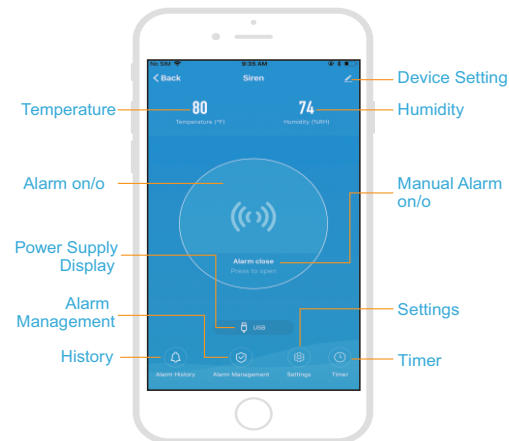 No SIM 9:35 AM
Back Siren
Device Setting
Temperature
80
74
Humidity
Temperature (°F)
Humidity (%RH)
Alarm on/o
Manual Alarm
on/o
Alarm close
Press to open
Power Supply
Display
Alarm
Management
USB
Settings
History
Timer
Alarm History Alarm Management Settings Timer